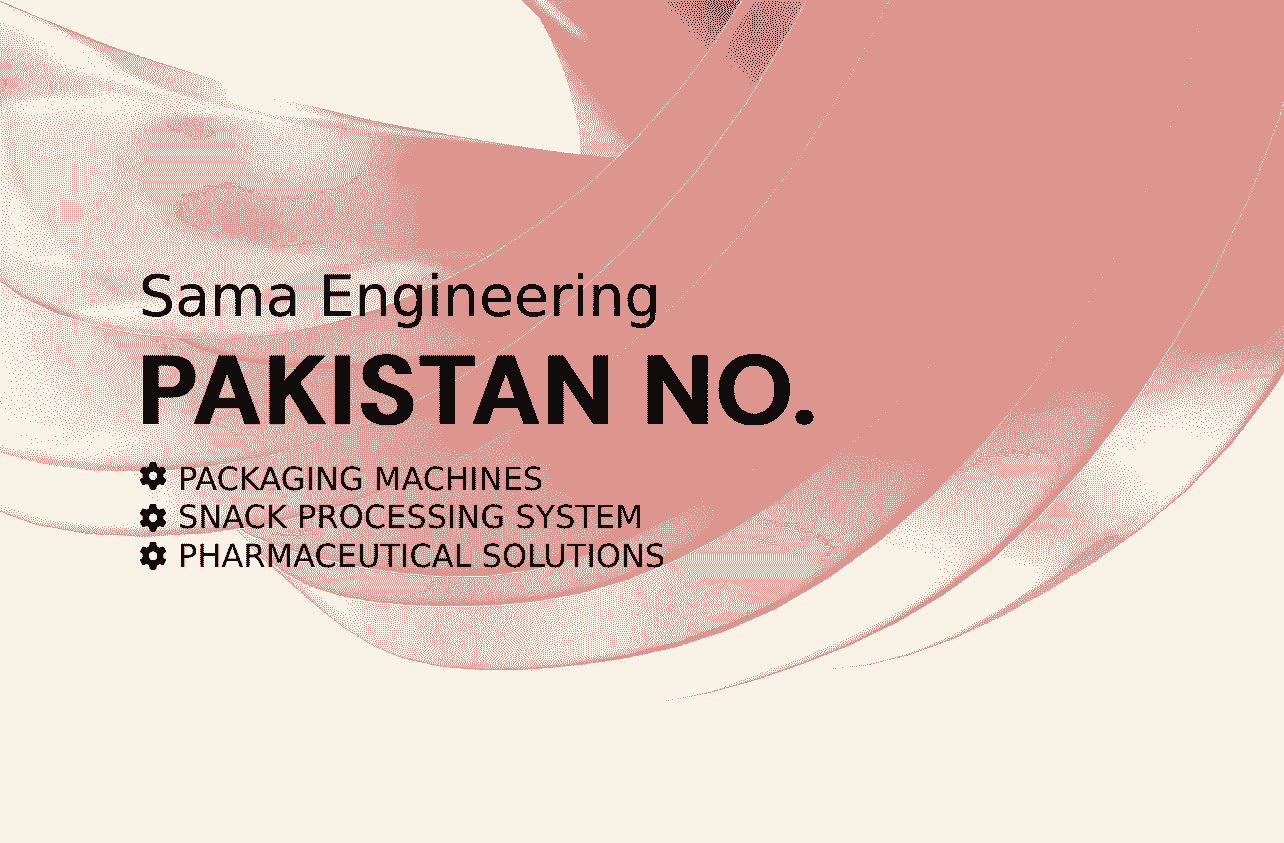 Sama Engineering
PAKISTAN NO.
PACKAGING MACHINES
SNACK PROCESSING SYSTEM
PHARMACEUTICAL SOLUTIONS